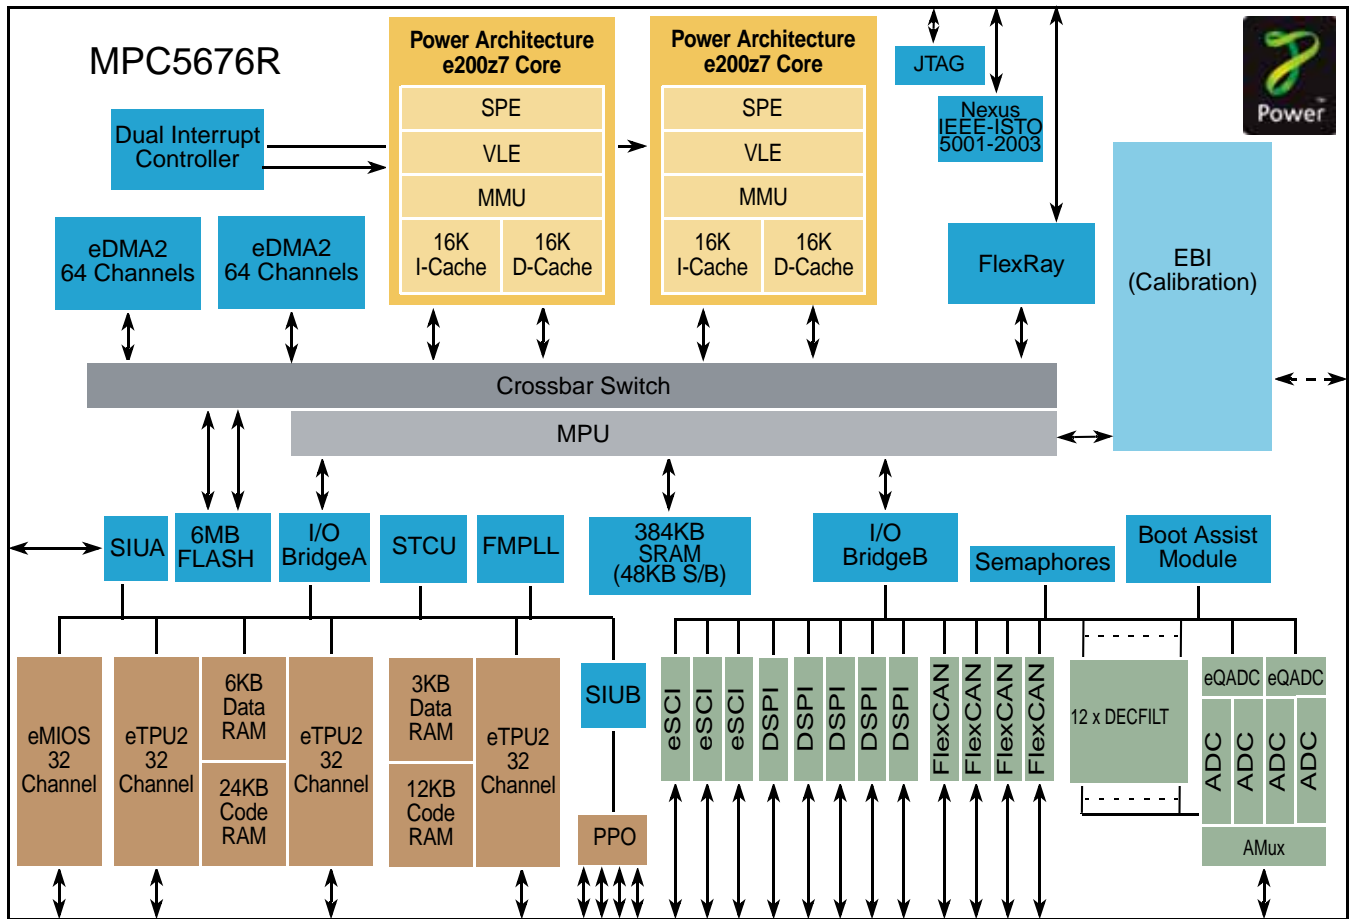 MPC5676R
Power Architecture
e200z7 Core
SPE
VLE
MMU
16K
I-Cache
16K
D-Cache
Power Architecture
e200z7 Core
SPE
VLE
MMU
16K
I-Cache
16K
D-Cache
JTAG
Nexus
IEEE-ISTO
5001-2003
Power™
Dual Interrupt
Controller
eDMA2
64 Channels
eDMA2
64 Channels
FlexRay
EBI
(Calibration)
Crossbar Switch
MPU
SIUA
6MB
FLASH
I/O
BridgeA
STCU
FMPLL
384KB
SRAM
(48KB S/B)
I/O
BridgeB
Semaphores
Boot Assist
Module
eMIOS
32
Channel
eTPU2
32
Channel
6KB
Data
RAM
24KB
Code
RAM
eTPU2
32
Channel
3KB
Data
RAM
12KB
Code
RAM
eTPU2
32
Channel
SIUB
PPO
eSCI
eSCI
eSCI
DSPI
DSPI
DSPI
DSPI
DSPI
FlexCAN
FlexCAN
FlexCAN
FlexCAN
12 x DECFILT
eQADC
eQADC
ADC
ADC
ADC
ADC
AMux